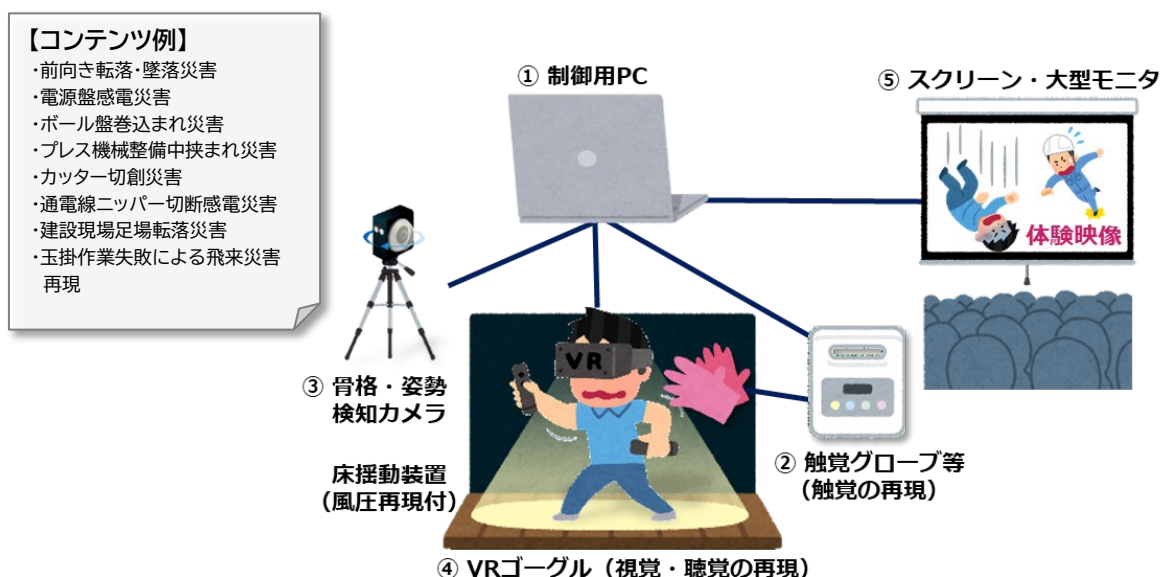 【コンテンツ例】
・前向き転落・墜落災害
・電源盤感電災害
・ボール盤巻込まれ災害
・プレス機械整備中挟まれ災害
・カッター切創災害
・通電線ニッパー切断感電災害
・建設現場足場転落災害
・玉掛作業失敗による飛来災害
再現
① 制御用PC
⑤ スクリーン・大型モニタ
体験映像
③ 骨格・姿勢
検知カメラ
VR
床揺動装置
（風圧再現付）
② 触覚グローブ等
（触覚の再現）
④ VRゴーグル（視覚・聴覚の再現）